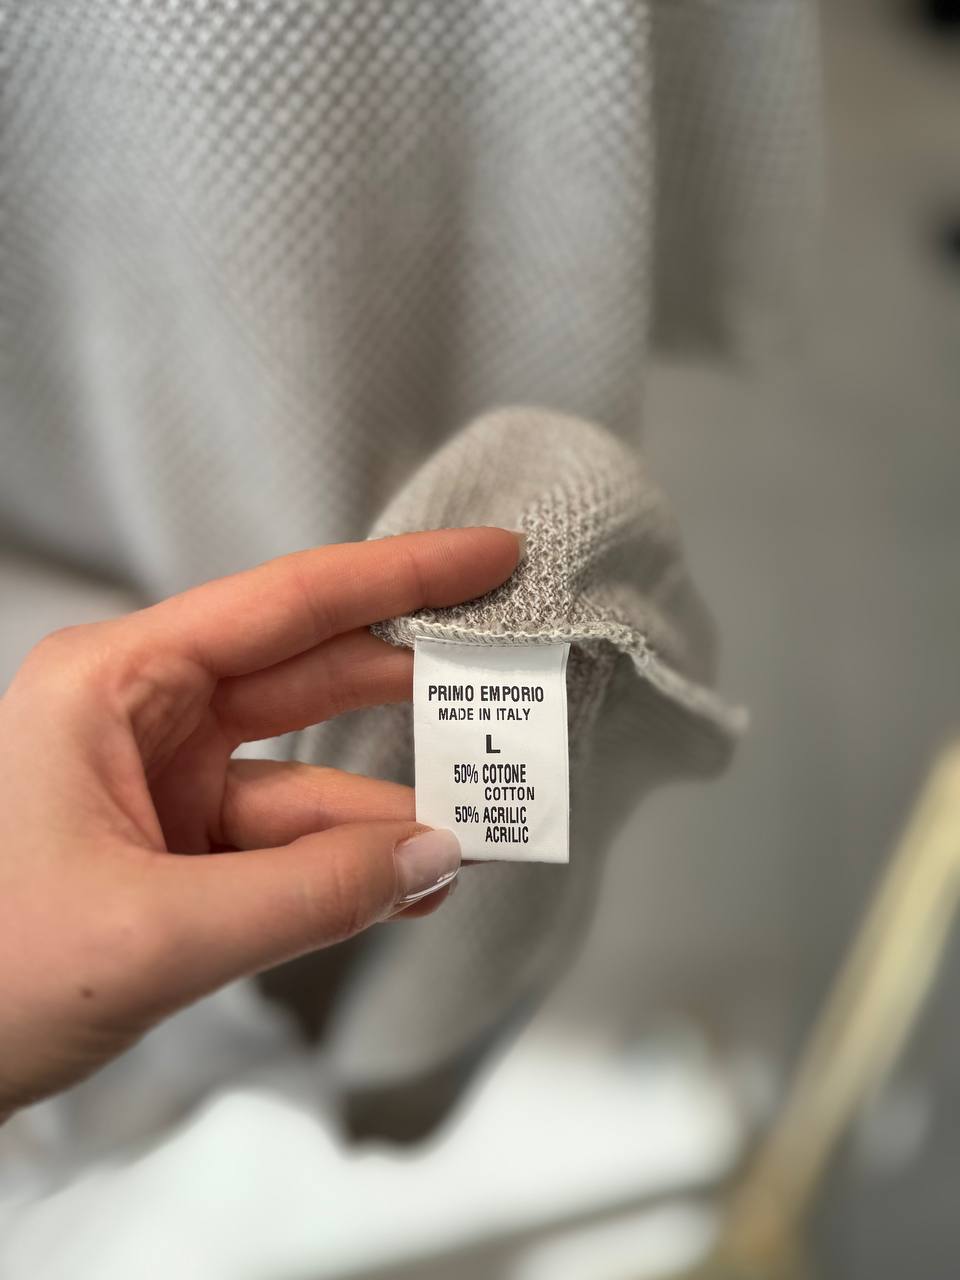 PRIMO EMPORIO
MADE IN ITALY
L
50% COTONE
COTTON
50% ACRILIC
ACRILIC